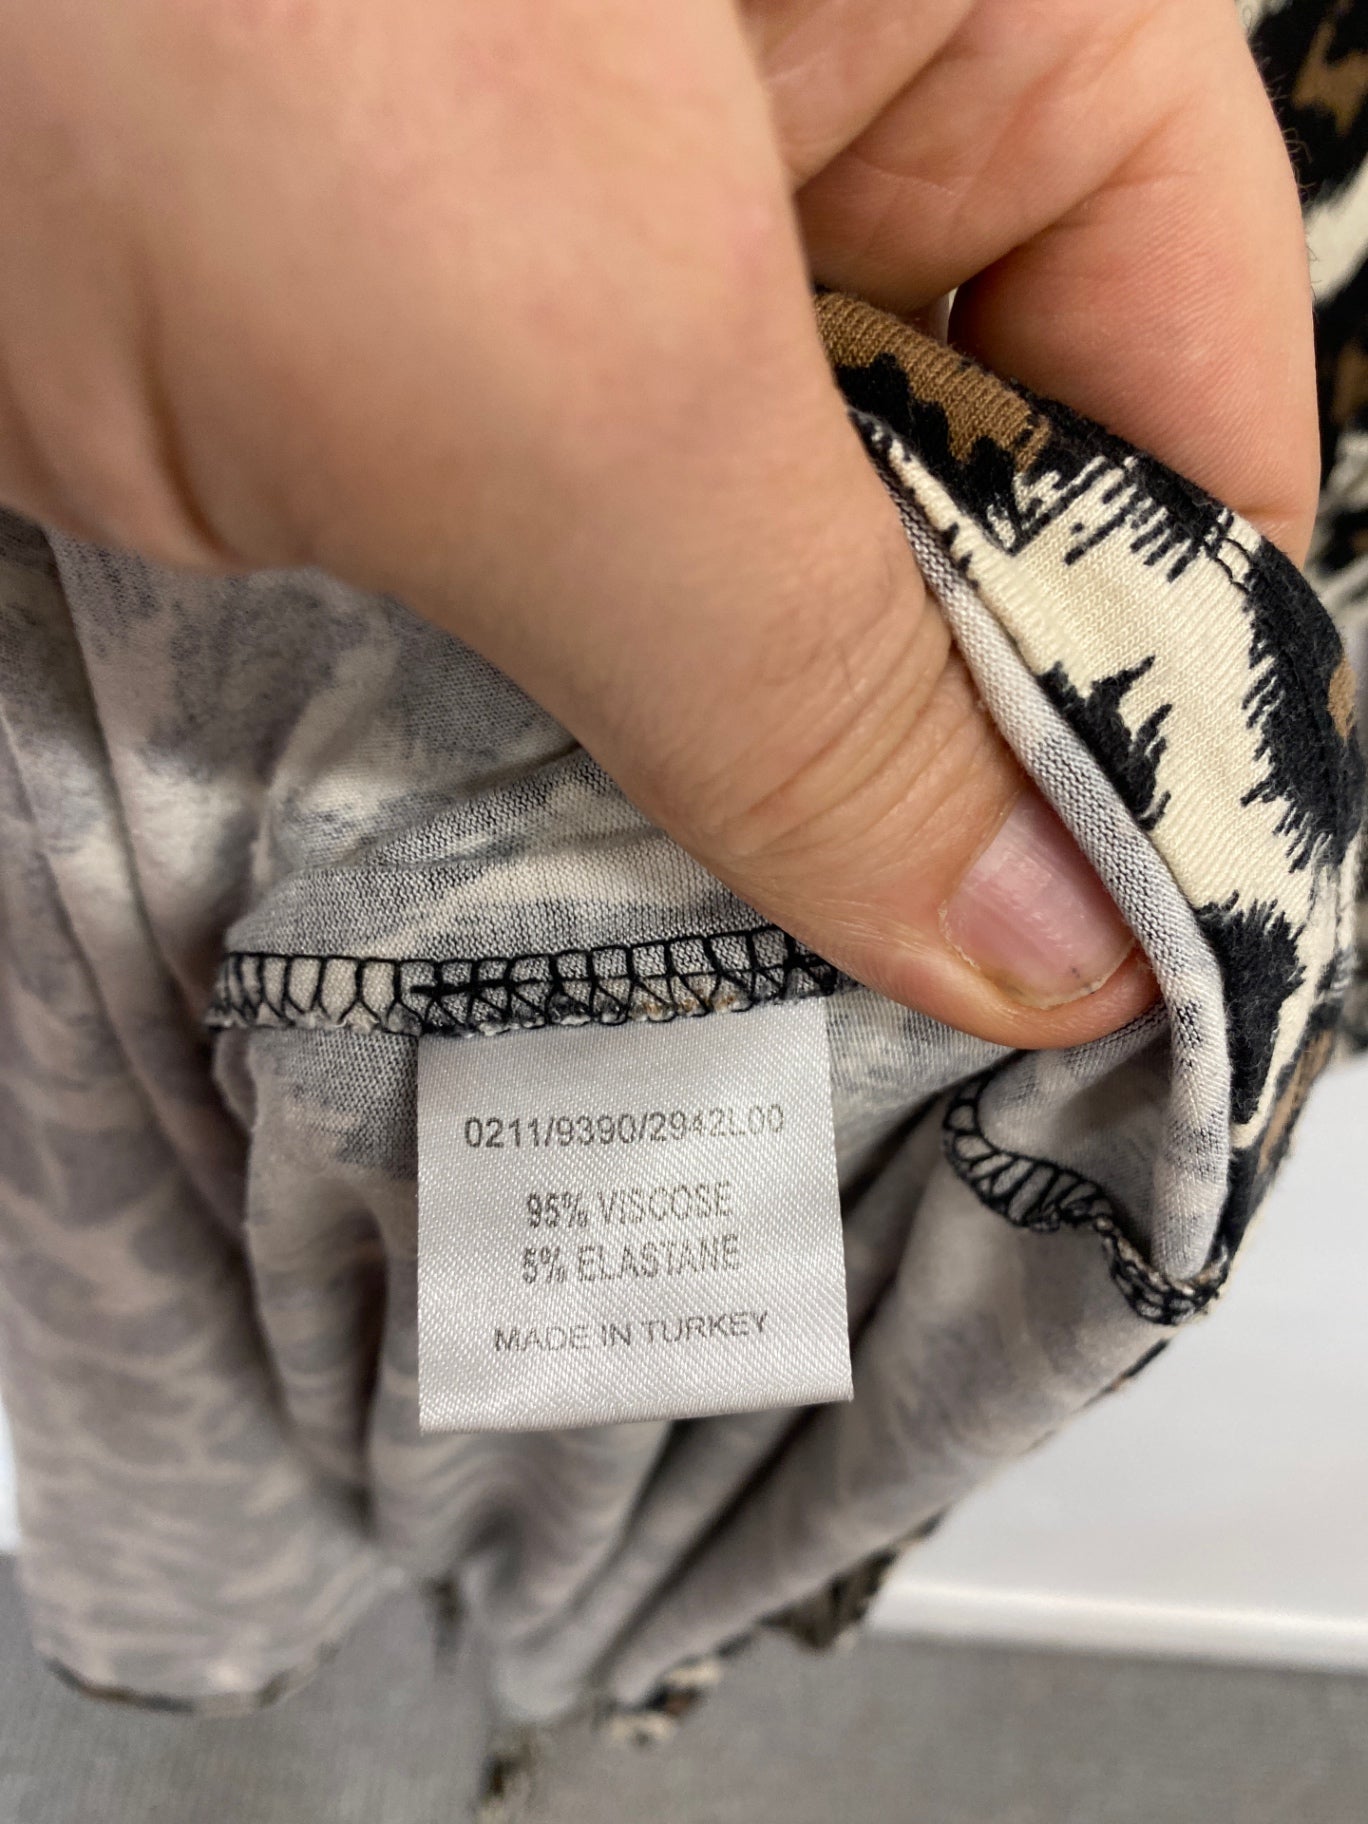 0211/9390/2942L00
95% VISCOSE
5% ELASTANE
MADE IN TURKEY